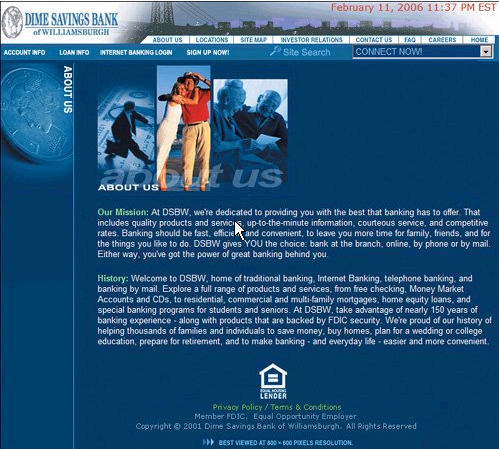 February 11, 2006 11:37 PM EST
DIME SAVINGS BANK
of WILLIAMSBURGH
ABOUT US LOCATIONS SITE MAP INVESTOR RELATIONS CONTACT US FAQ CAREERS HOME
ACCOUNT INFO LOAN INFO INTERNET BANKING LOGIN SIGN UP NOW! Site Search CONNECT NOW!
ABOUT US
about us
ABOUT US
Our Mission: At DSBW, we're dedicated to providing you with the best that banking has to offer. That
includes quality products and services, up-to-the-minute information, courteous service, and competitive
rates. Banking should be fast, efficient and convenient, to leave you more time for family, friends, and for
the things you like to do. DSBW gives YOU the choice: bank at the branch, online, by phone or by mail.
Either way, you've got the power of great banking behind you.
History: Welcome to DSBW, home of traditional banking, Internet Banking, telephone banking, and
banking by mail. Explore a full range of products and services, from free checking, Money Market
Accounts and CDs, to residential, commercial and multi-family mortgages, home equity loans, and
special banking programs for students and seniors. At DSBW, take advantage of nearly 150 years of
banking experience - along with products that are backed by FDIC security. We're proud of our history of
helping thousands of families and individuals to save money, buy homes, plan for a wedding or college
education, prepare for retirement, and to make banking - and everyday life - easier and more convenient.
EQUAL HOUSING
LENDER
Privacy Policy / Terms & Conditions
Member FDIC. Equal Opportunity Employer
Copyright © 2001 Dime Savings Bank of Williamsburgh. All Rights Reserved
BEST VIEWED AT 800 × 600 PIXELS RESOLUTION.